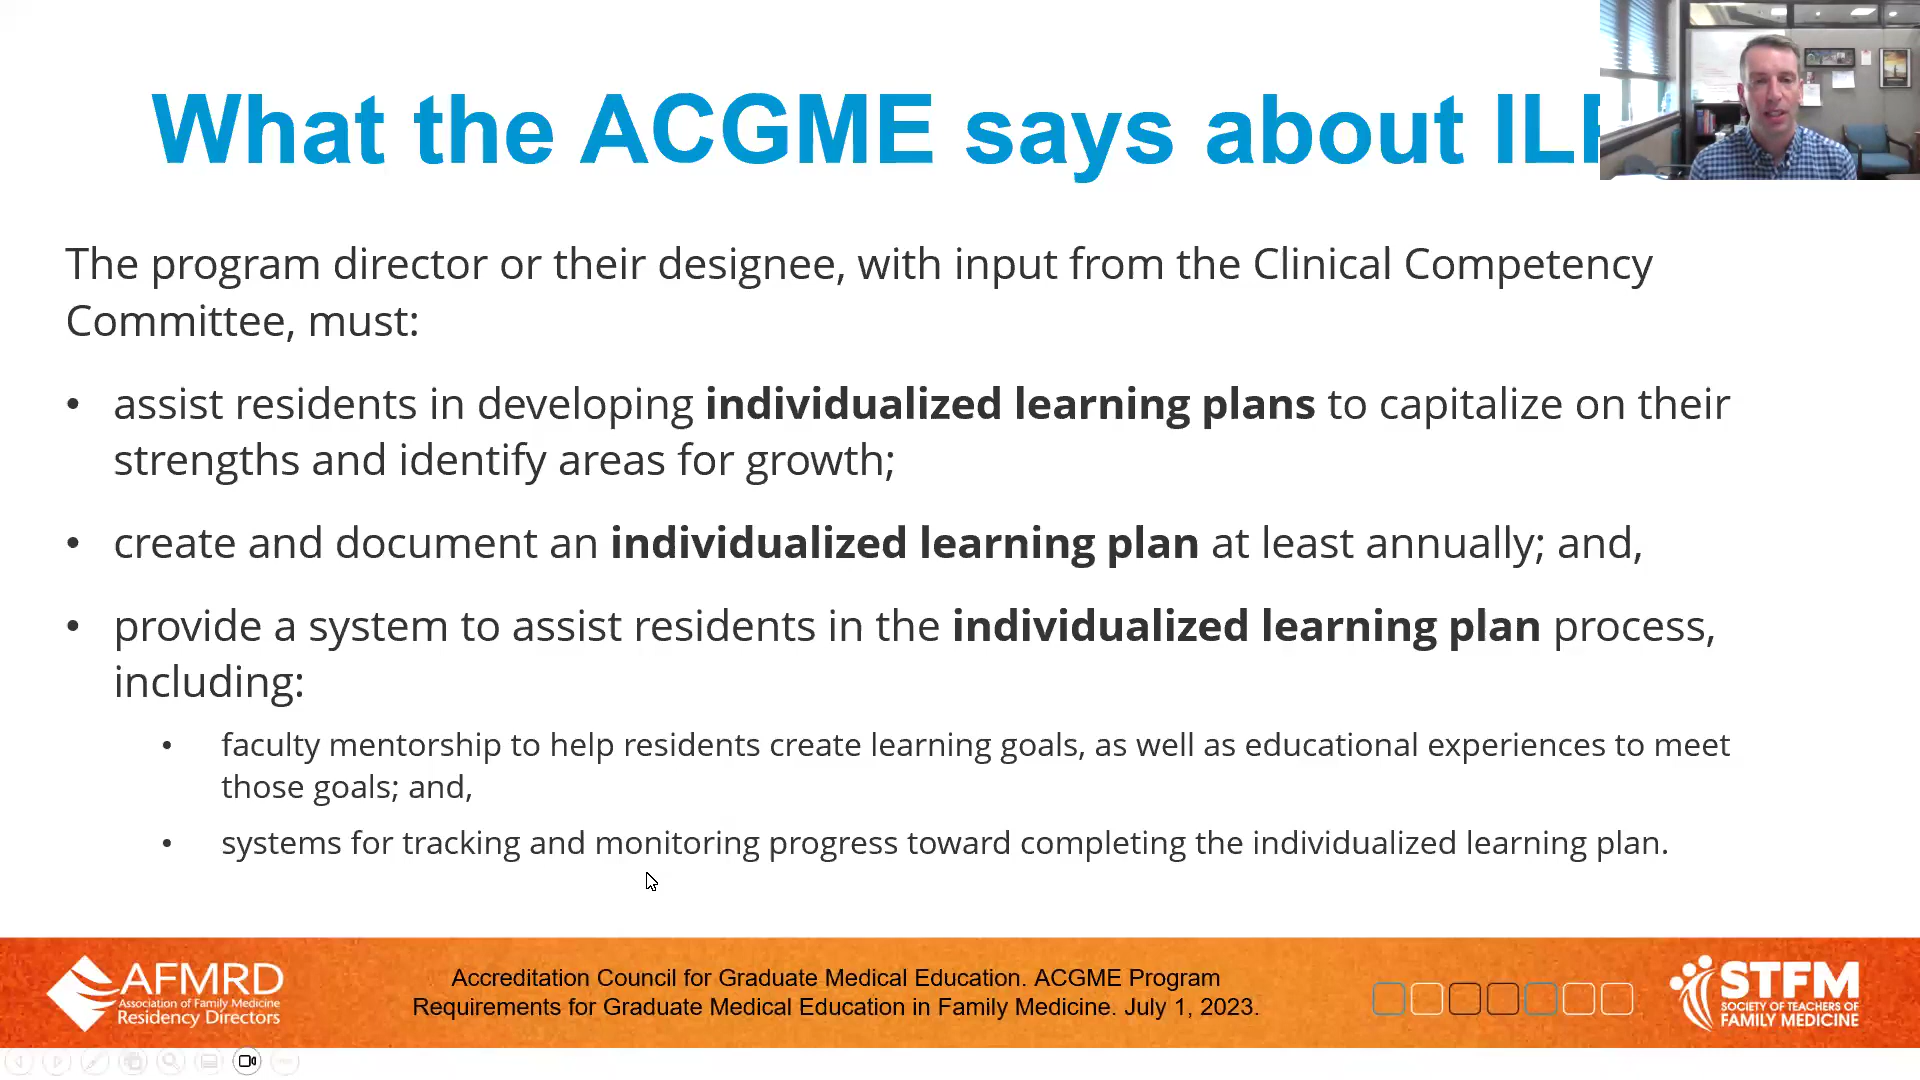 What the ACGME says about IL
The program director or their designee, with input from the Clinical Competency
Committee, must:
• assist residents in developing individualized learning plans to capitalize on their
strengths and identify areas for growth;
• create and document an individualized learning plan at least annually; and,
• provide a system to assist residents in the individualized learning plan process,
including:
• faculty mentorship to help residents create learning goals, as well as educational experiences to meet
those goals; and,
• systems for tracking and monitoring progress toward completing the individualized learning plan.
AFMRD
Association of Family Medicine
Residency Directors
Accreditation Council for Graduate Medical Education. ACGME Program
Requirements for Graduate Medical Education in Family Medicine. July 1, 2023.
STFM
SOCIETY OF TEACHERS OF
FAMILY MEDICINE